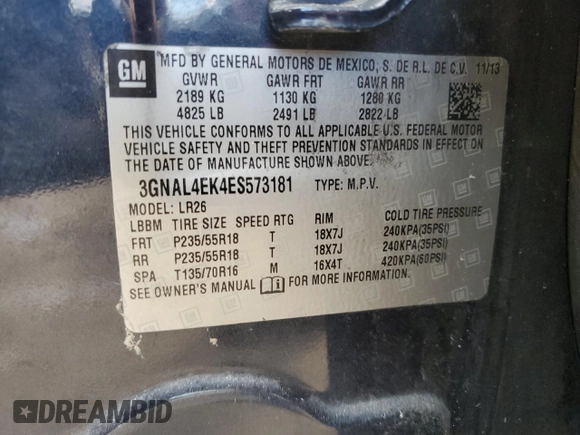 GM
MFD BY GENERAL MOTORS DE MEXICO, S. DE R.L. DE C.V. 11/13
GVWR GAWR FRT GAWR RR
2189 KG 1130 KG 1280 KG
4825 LB 2491 LB 2822 LB
THIS VEHICLE CONFORMS TO ALL APPLICABLE U.S. FEDERAL MOTOR
VEHICLE SAFETY AND THEFT PREVENTION STANDARDS IN EFFECT ON
THE DATE OF MANUFACTURE SHOWN ABOVE.
3GNAL4EK4ES573181 TYPE: M.P.V.
MODEL: LR26
LBBM TIRE SIZE SPEED RTG RIM COLD TIRE PRESSURE
FRT P235/55R18 T 18X7J 240KPA(35PSI)
RR P235/55R18 T 18X7J 240KPA(35PSI)
SPA T135/70R16 M 16X4T 420KPA(60PSI)
SEE OWNER'S MANUAL FOR MORE INFORMATION.
DREAMBID